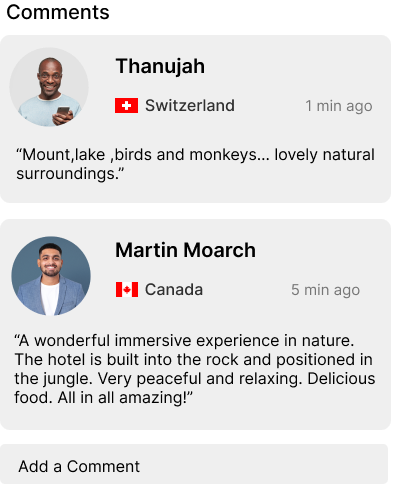 Comments
Thanujah
Switzerland 1 min ago
“Mount,lake ,birds and monkeys... lovely natural
surroundings.”
Martin Moarch
Canada 5 min ago
“A wonderful immersive experience in nature.
The hotel is built into the rock and positioned in
the jungle. Very peaceful and relaxing. Delicious
food. All in all amazing!”
Add a Comment